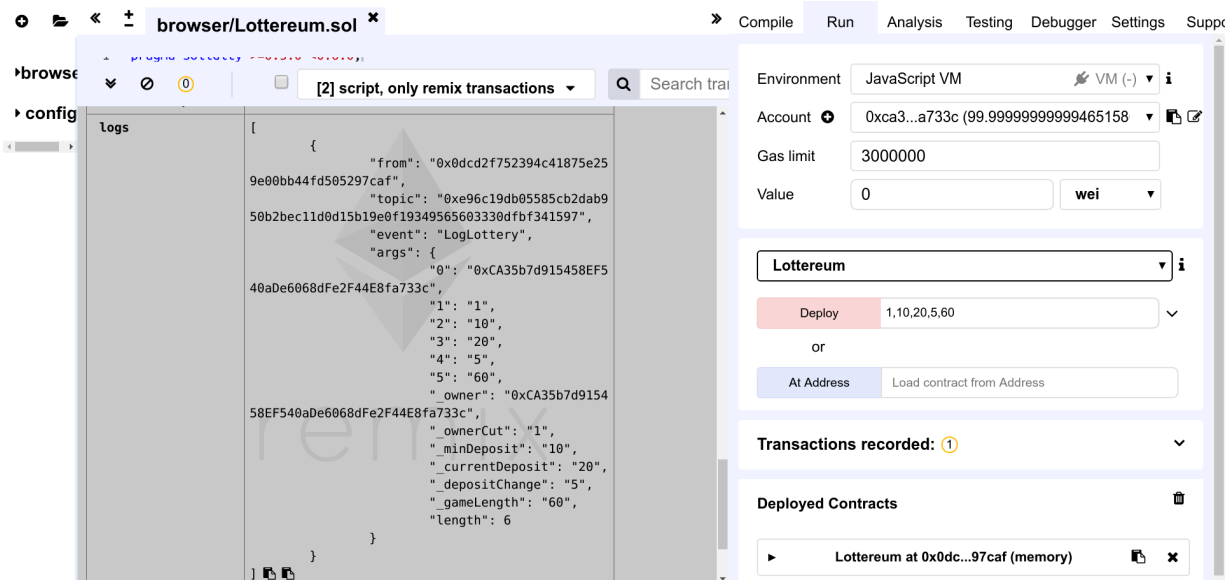 browser/Lottereum.sol
Compile Run Analysis Testing Debugger Settings Suppo
browse
config
0
[2] script, only remix transactions
Search tran
Environment JavaScript VM VM (-)
Account 0xca3...a733c (99.99999999999465158
Gas limit 3000000
Value 0 wei
Lottereum
Deploy 1,10,20,5,60
or
At Address Load contract from Address
Transactions recorded: 1
Deployed Contracts
Lottereum at 0x0dc...97caf (memory)
logs
[
{
"from": "0x0dcd2f752394c41875e25
9e00bb44fd505297caf",
"topic": "0xe96c19db05585cb2dab9
50b2bec11d0d15b19e0f19349565603330dfbf341597",
"event": "LogLottery",
"args": {
"0": "0xCA35b7d915458EF5
40aDe6068dFe2F44E8fa733c",
"1": "1",
"2": "10",
"3": "20",
"4": "5",
"5": "60",
"_owner": "0xCA35b7d9154
58EF540aDe6068dFe2F44E8fa733c",
"_ownerCut": "1",
"_minDeposit": "10",
"_currentDeposit": "20",
"_depositChange": "5",
"_gameLength": "60",
"length": 6
}
}
]
remix